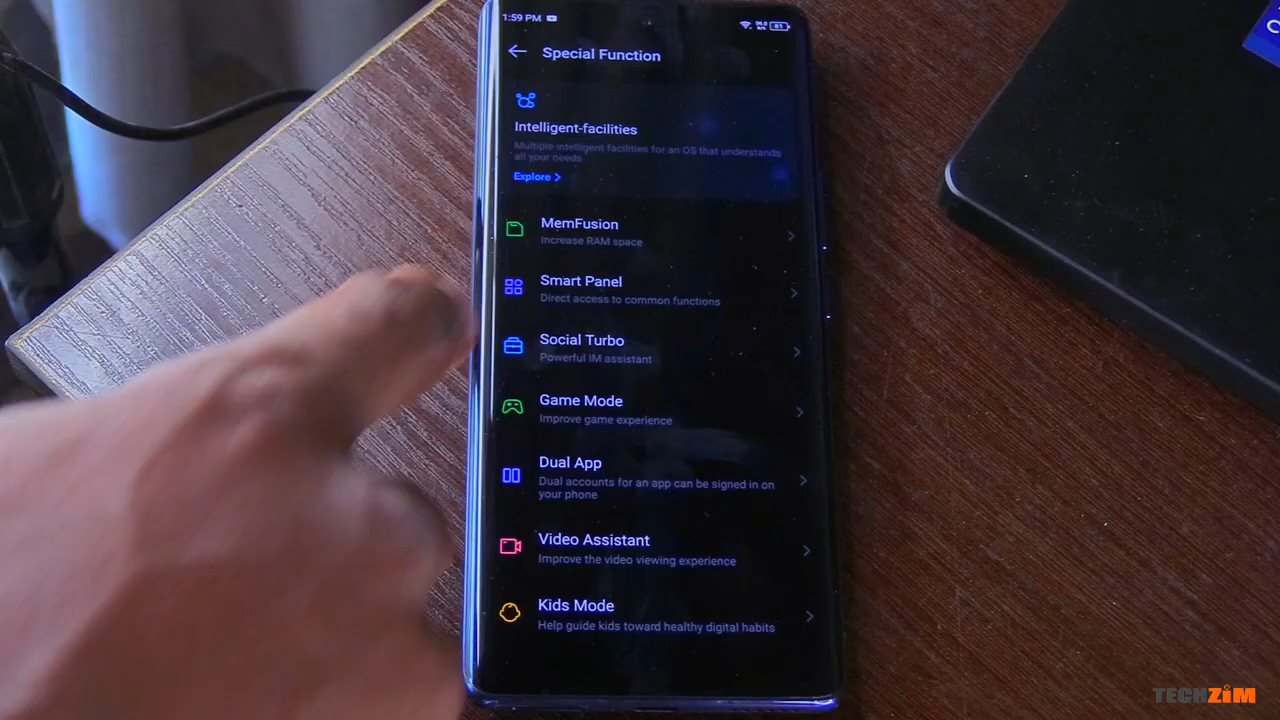 1:59 PM
Special Function
Intelligent-facilities
Multiple intelligent facilities for an OS that understands
all your needs
Explore >
MemFusion
Increase RAM space
Smart Panel
Direct access to common functions
Social Turbo
Powerful IM assistant
Game Mode
Improve game experience
Dual App
Dual accounts for an app can be signed in on
your phone
Video Assistant
Improve the video viewing experience
Kids Mode
Help guide kids toward healthy digital habits
TECHZiM